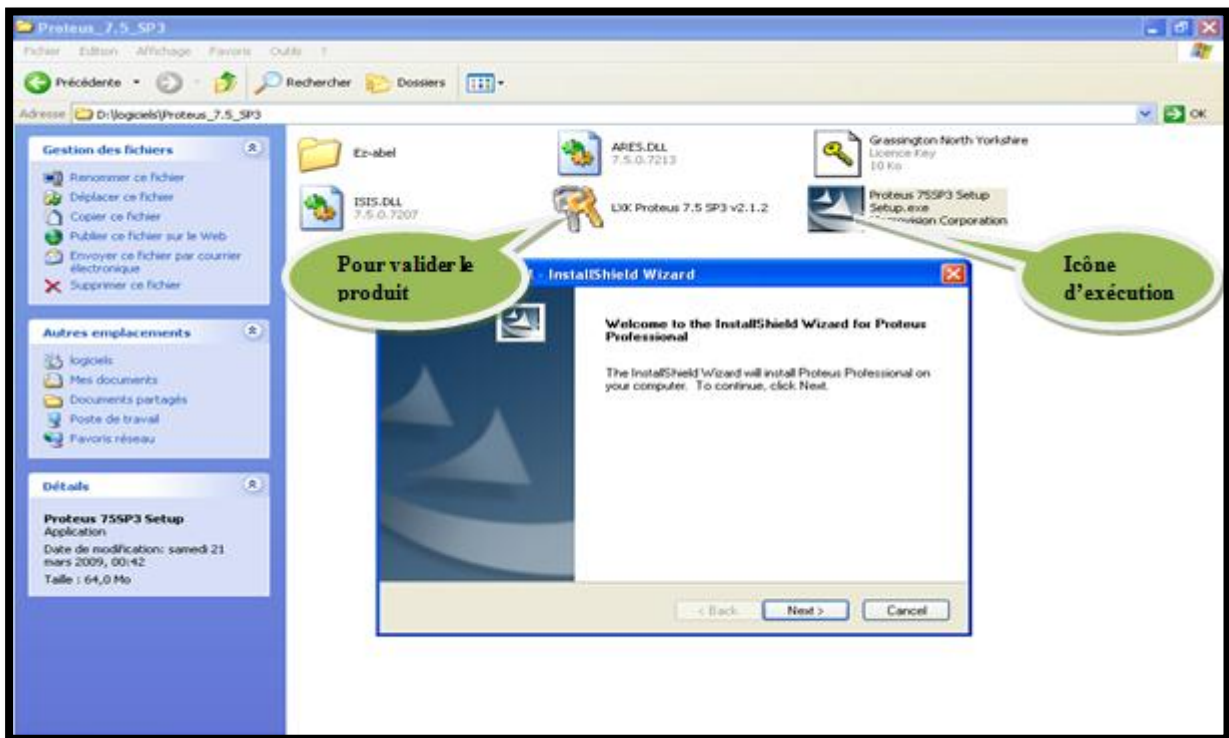 Proteus_7.5_SP3
Fichier Edition Affichage Favoris Outils ?
Précédente Rechercher Dossiers
Adresse D:\logiciels\Proteus_7.5_SP3 OK
Gestion des fichiers
Renommer ce fichier
Déplacer ce fichier
Copier ce fichier
Publier ce fichier sur le Web
Envoyer ce fichier par courrier
électronique
Supprimer ce fichier
Autres emplacements
logiciels
Mes documents
Documents partagés
Poste de travail
Favoris réseau
Détails
Proteus 75SP3 Setup
Application
Date de modification: samedi 21
mars 2009, 00:42
Taille : 64,0 Mo
Ez-abel
ARES.DLL
7.5.0.7213
Grassington North Yorkshire
Licence Key
10 Ko
ISIS.DLL
7.5.0.7207
LXK Proteus 7.5 SP3 v2.1.2
Proteus 75SP3 Setup
Setup.exe
Corporation
Pour valider le
produit
Icône
d'exécution
- InstallShield Wizard
Welcome to the InstallShield Wizard for Proteus
Professional
The InstallShield Wizard will install Proteus Professional on
your computer. To continue, click Next.
< Back
Next >
Cancel